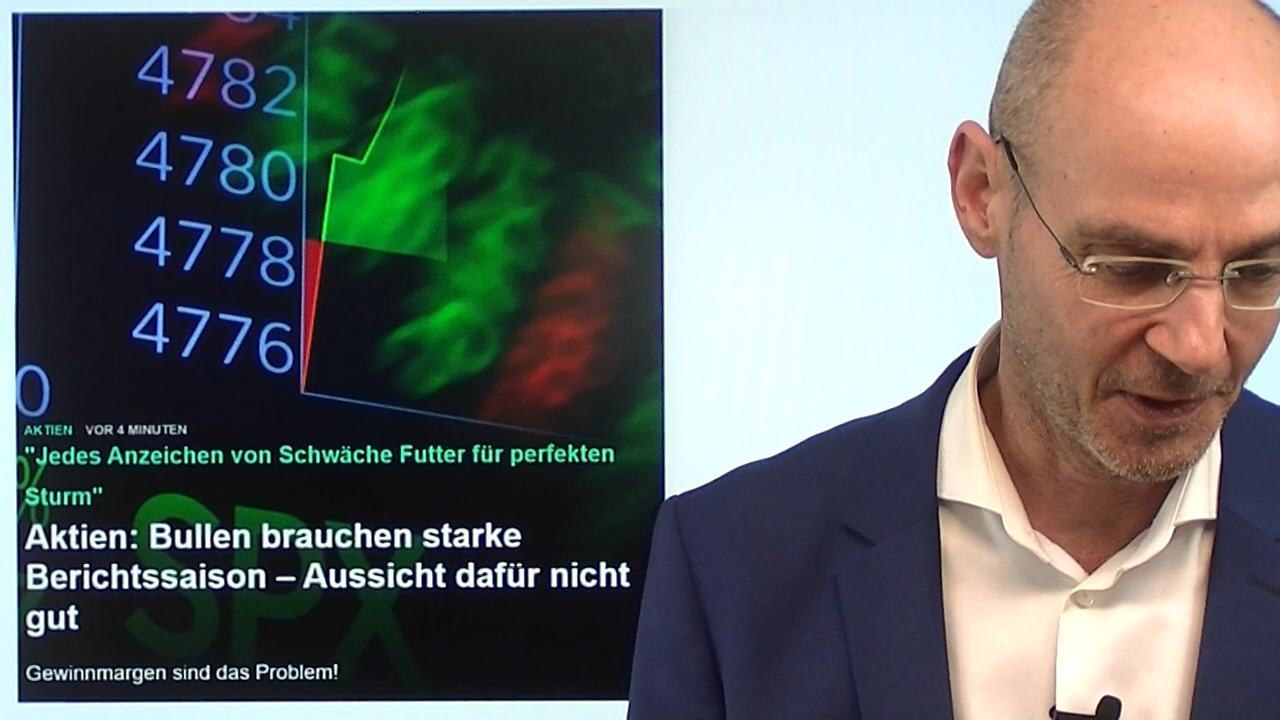 4782
4780
4778
4776
0
AKTIEN VOR 4 MINUTEN
"Jedes Anzeichen von Schwäche Futter für perfekten
Sturm"
Aktien: Bullen brauchen starke
Berichtssaison – Aussicht dafür nicht
gut
SPX
Gewinnmargen sind das Problem!